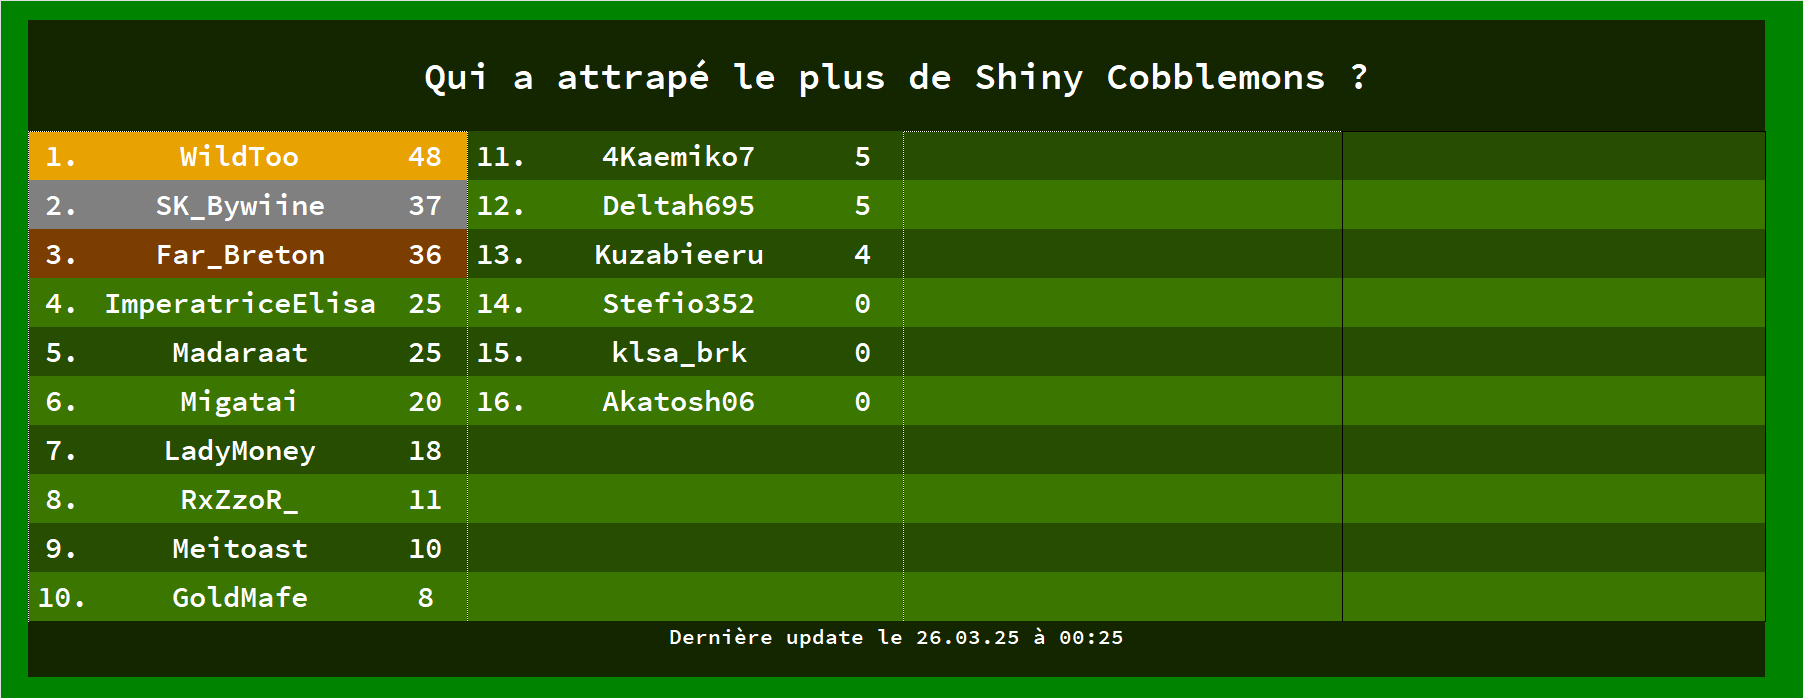 Qui a attrapé le plus de Shiny Cobblemons ?
1. WildToo 48
2. SK_Bywiine 37
3. Far_Breton 36
4. ImperatriceElisa 25
5. Madaraat 25
6. Migatai 20
7. LadyMoney 18
8. RxZzoR_ 11
9. Meitoast 10
10. GoldMafe 8
11. 4Kaemiko7 5
12. Deltah695 5
13. Kuzabieeru 4
14. Stefio352 0
15. klsa_brk 0
16. Akatosh06 0
Dernière update le 26.03.25 à 00:25